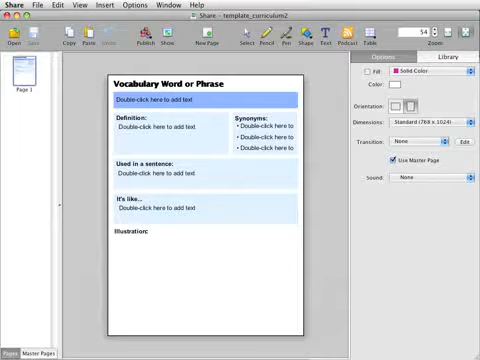 Share File Edit View Insert Objects Window Help
Share – template_curriculum2
Open Save Copy Paste Publish Show New Page Select Pencil Pen Shape Text Podcast Table Zoom
54
Options Library
Page 1
Vocabulary Word or Phrase
Double-click here to add text
Definition:
Double-click here to add text
Synonyms:
• Double-click here to
• Double-click here to
• Double-click here to
Used in a sentence:
Double-click here to add text
It's like...
Double-click here to add text
Illustration:
Fill: Solid Color
Color:
Orientation:
Dimensions: Standard (768 x 1024)
Transition: None Edit
Use Master Page
Sound: None
Pages Master Pages